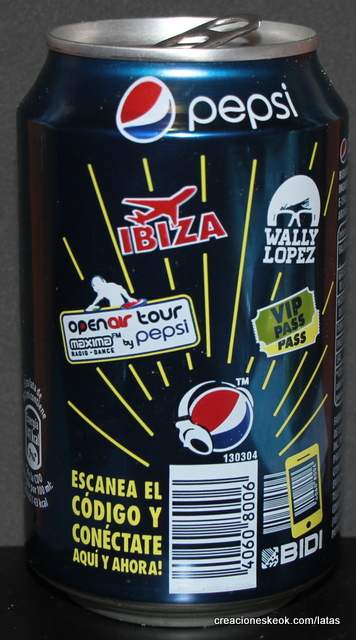 pepsi
IBIZA
WALLY
LOPEZ
openair tour
maxima FM by pepsi
RADIO - DANCE
VIP
PASS
PASS
TM
130304
ESCANEA EL
CÓDIGO Y
CONÉCTATE
AQUÍ Y AHORA!
4060 8006
BIDI
creacioneskeok.com/latas